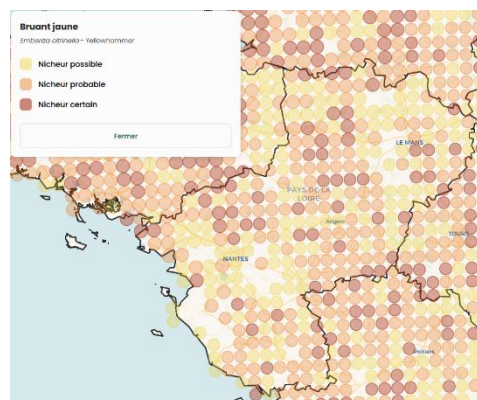 Bruant jaune
Emberiza citrinella - Yellowhammer
Nicheur possible
Nicheur probable
Nicheur certain
Fermer
LE MANS
PAYS DE LA
LOIRE
Angers
TOURS
NANTES
Poitiers